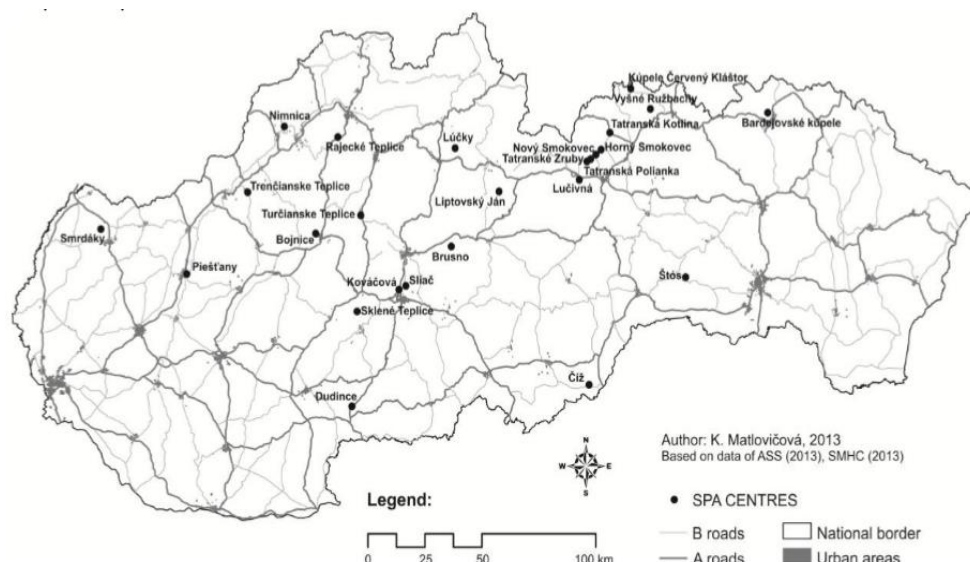 Kúpele Červený Kláštor
Vyšné Ružbachy
Nimnica
Bardejovské kúpele
Tatranská Kotlina
Rajecké Teplice
Lúčky
Nový Smokovec
Horný Smokovec
Tatranské Zruby
Tatranská Polianka
Lučivná
Trenčianske Teplice
Liptovský Ján
Turčianske Teplice
Smrdáky
Bojnice
Brusno
Piešťany
Štós
Sliač
Kováčová
Sklené Teplice
Číž
Dudince
N
W E
S
Author: K. Matlovičová, 2013
Based on data of ASS (2013), SMHC (2013)
Legend:
SPA CENTRES
B roads National border
A roads Urban areas
0 25 50 100 km